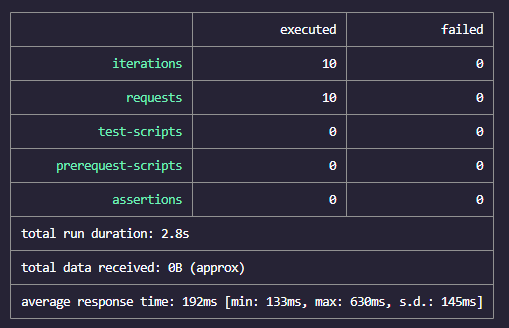 executed failed
iterations 10 0
requests 10 0
test-scripts 0 0
prerequest-scripts 0 0
assertions 0 0
total run duration: 2.8s
total data received: 0B (approx)
average response time: 192ms [min: 133ms, max: 630ms, s.d.: 145ms]